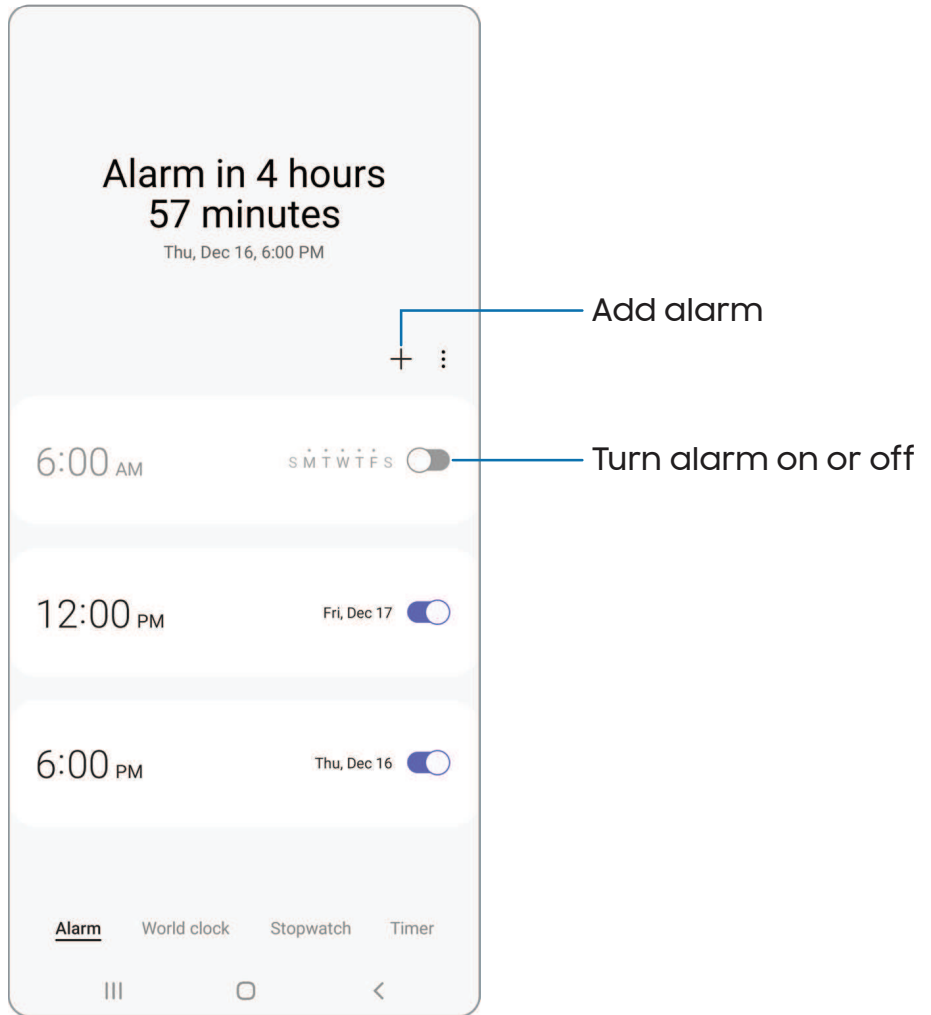 Alarm in 4 hours
57 minutes
Thu, Dec 16, 6:00 PM
Add alarm
6:00 AM
S M T W T F S
Turn alarm on or off
12:00 PM
Fri, Dec 17
6:00 PM
Thu, Dec 16
Alarm World clock Stopwatch Timer